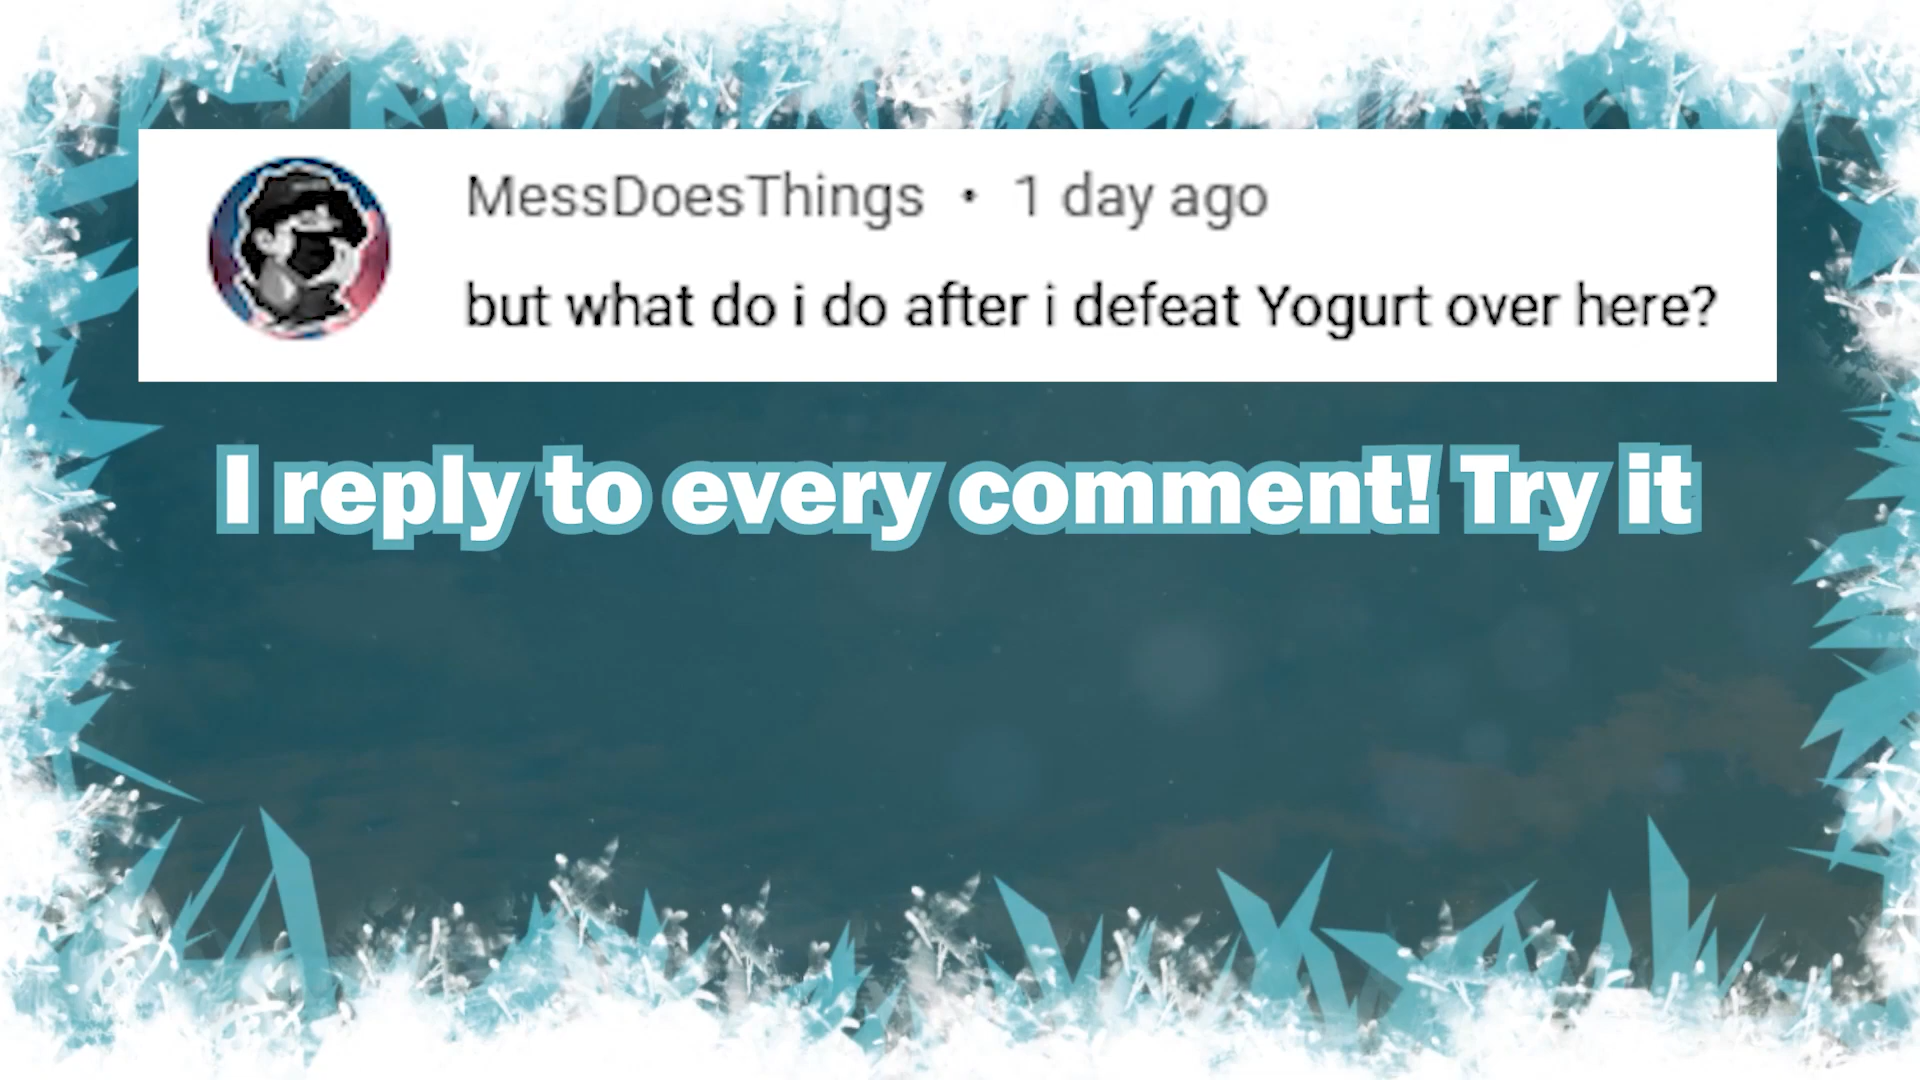 MessDoesThings • 1 day ago
but what do i do after i defeat Yogurt over here?
I reply to every comment! Try it